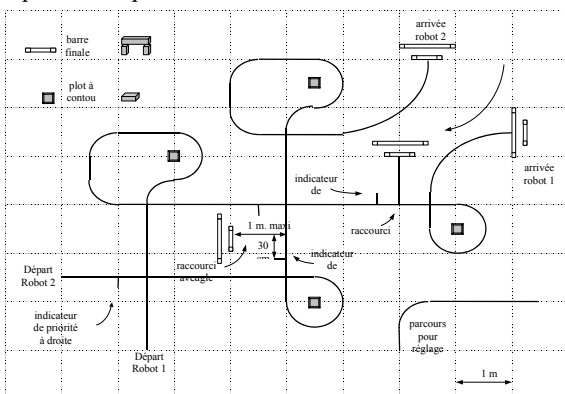 barre
finale
plot à
contou
arrivée
robot 2
arrivée
robot 1
indicateur
de
raccourci
1 m. maxi
30
cm
indicateur
de
raccourci
aveugle
Départ
Robot 2
indicateur
de priorité
à droite
Départ
Robot 1
parcours
pour
réglage
1 m